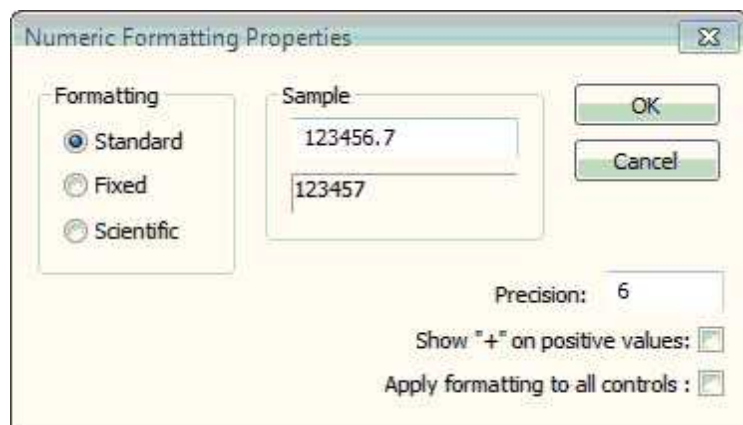 Numeric Formatting Properties
Formatting
Standard
Fixed
Scientific
Sample
123456.7
123457
OK
Cancel
Precision: 6
Show "+" on positive values:
Apply formatting to all controls :